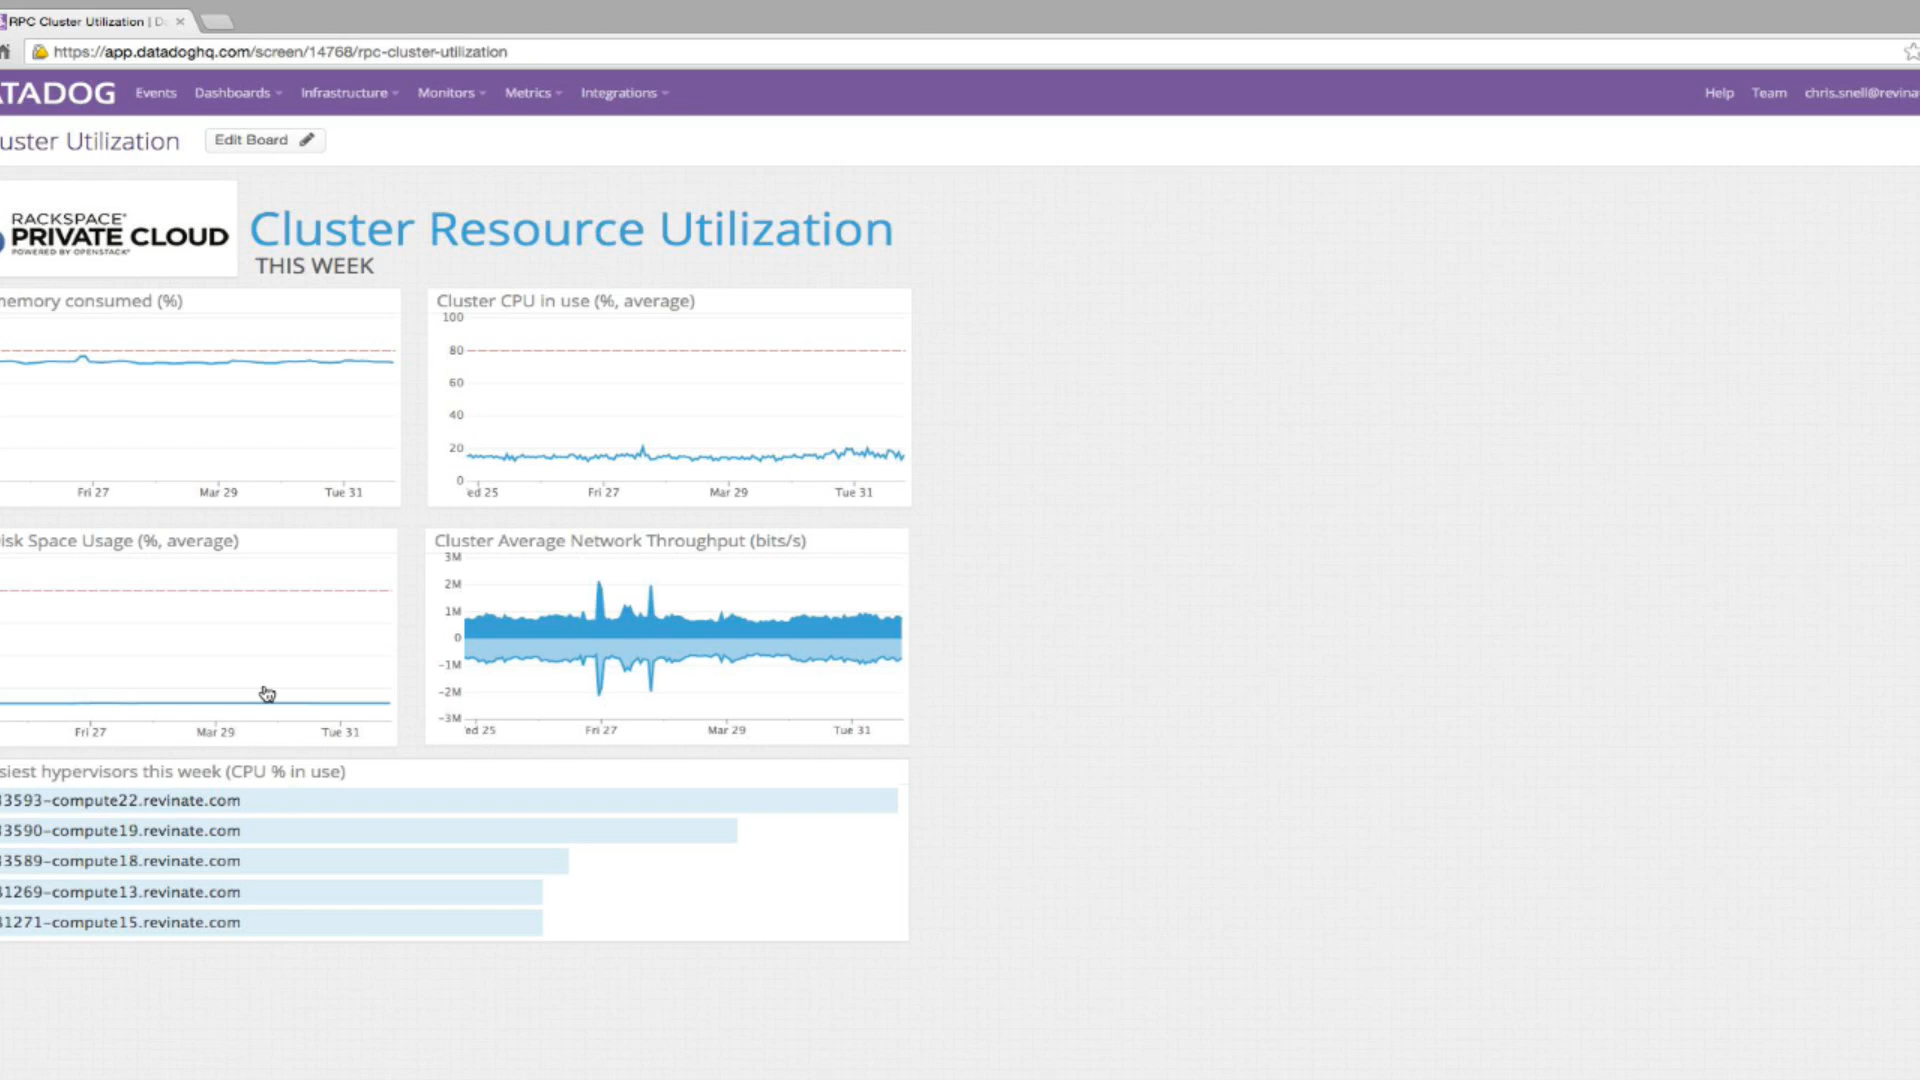 RPC Cluster Utilization | D
https://app.datadoghq.com/screen/14768/rpc-cluster-utilization
TADOG Events Dashboards Infrastructure Monitors Metrics Integrations Help Team chris.snell@revina
uster Utilization Edit Board
RACKSPACE®
PRIVATE CLOUD
POWERED BY OPENSTACK®
Cluster Resource Utilization
THIS WEEK
memory consumed (%)
Fri 27 Mar 29 Tue 31
Cluster CPU in use (%, average)
100
80
60
40
20
0
ed 25 Fri 27 Mar 29 Tue 31
isk Space Usage (%, average)
Fri 27 Mar 29 Tue 31
Cluster Average Network Throughput (bits/s)
3M
2M
1M
0
-1M
-2M
-3M
ed 25 Fri 27 Mar 29 Tue 31
siest hypervisors this week (CPU % in use)
3593-compute22.revinate.com
3590-compute19.revinate.com
3589-compute18.revinate.com
1269-compute13.revinate.com
1271-compute15.revinate.com